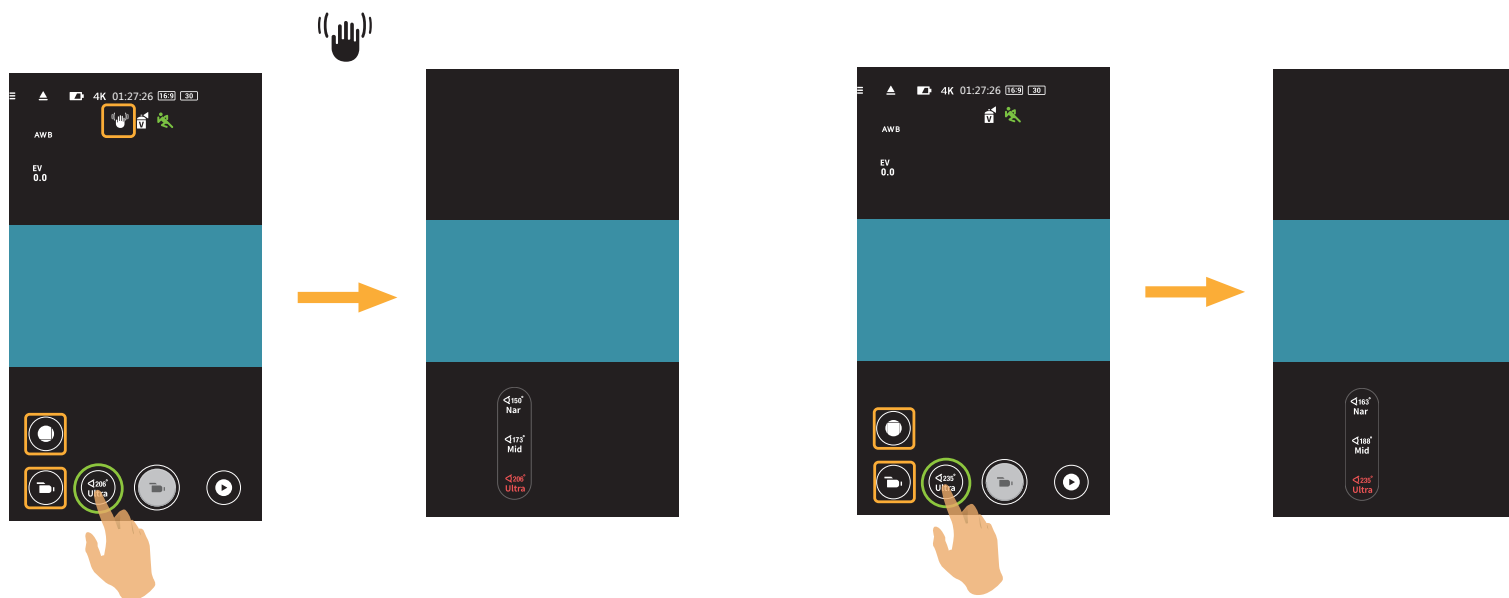 4K 01:27:26 16:9 30
V
AWB
EV
0.0
206°
Ultra
150°
Nar
173°
Mid
206°
Ultra
4K 01:27:26 16:9 30
V
AWB
EV
0.0
235°
Ultra
163°
Nar
188°
Mid
235°
Ultra